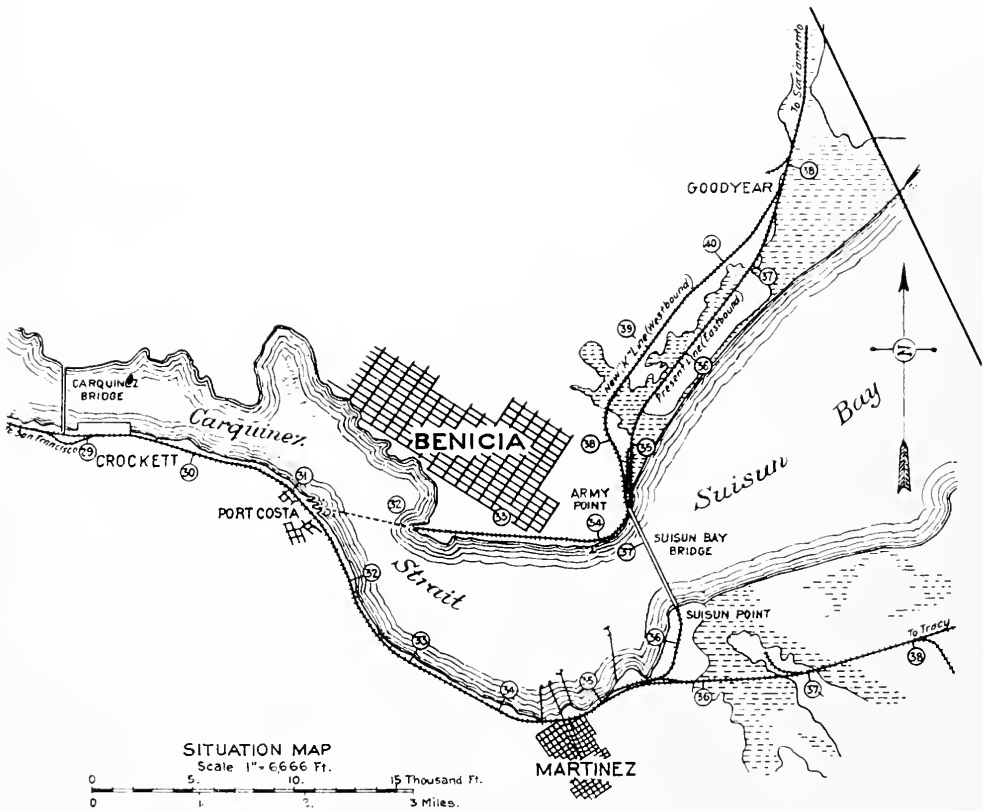 To Sacramento
38
GOODYEAR
40
37
39
New "K" Line (Westbound)
Present Line (Eastbound)
36
N
Bay
Suisun
CARQUINEZ
BRIDGE
Carquinez
BENICIA
San Francisco
29
CROCKETT
30
31
38
35
32
33
ARMY
POINT
34
PORT COSTA
37
SUISUN BAY
BRIDGE
Strait
32
SUISUN POINT
36
To Tracy
33
38
34
35
36
37
MARTINEZ
SITUATION MAP
Scale 1"= 6,666 Ft.
0 5. 10. 15 Thousand Ft.
0 1. 2. 3 Miles.